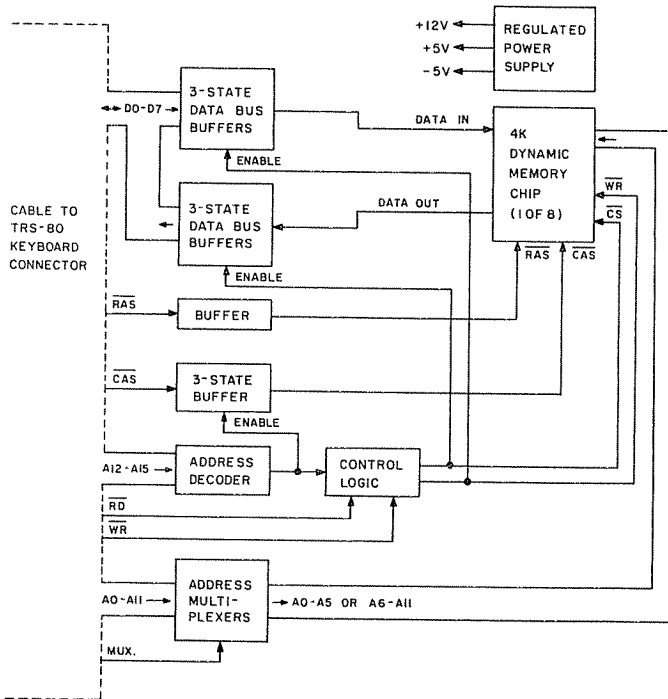 +12V
+5V
-5V
REGULATED
POWER
SUPPLY
3-STATE
DATA BUS
BUFFERS
D0-D7
DATA IN
ENABLE
4K
DYNAMIC
MEMORY
CHIP
(1 OF 8)
WR
CS
3-STATE
DATA BUS
BUFFERS
DATA OUT
ENABLE
RAS
CAS
CABLE TO
TRS-80
KEYBOARD
CONNECTOR
RAS
BUFFER
CAS
3-STATE
BUFFER
ENABLE
A12-A15
ADDRESS
DECODER
CONTROL
LOGIC
RD
WR
A0-A11
ADDRESS
MULTI-
PLEXERS
A0-A5 OR A6-A11
MUX.